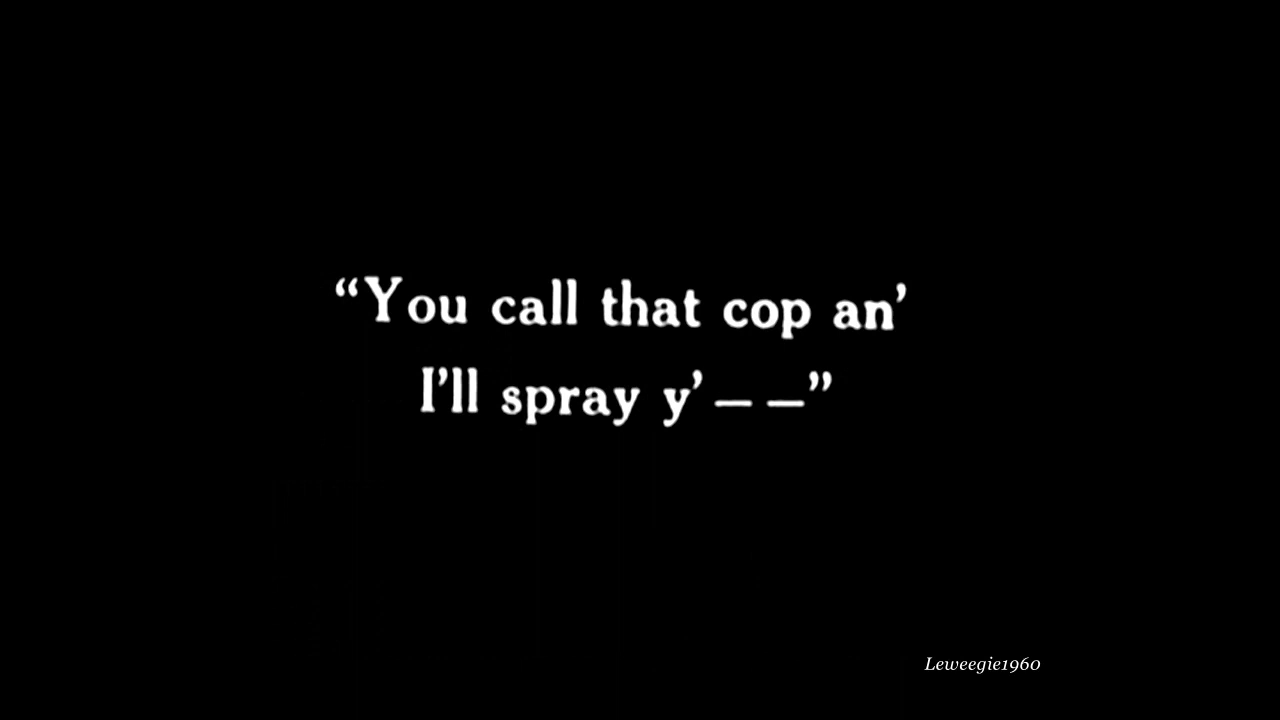 “You call that cop an’
I’ll spray y’ — —”
Leweegie1960